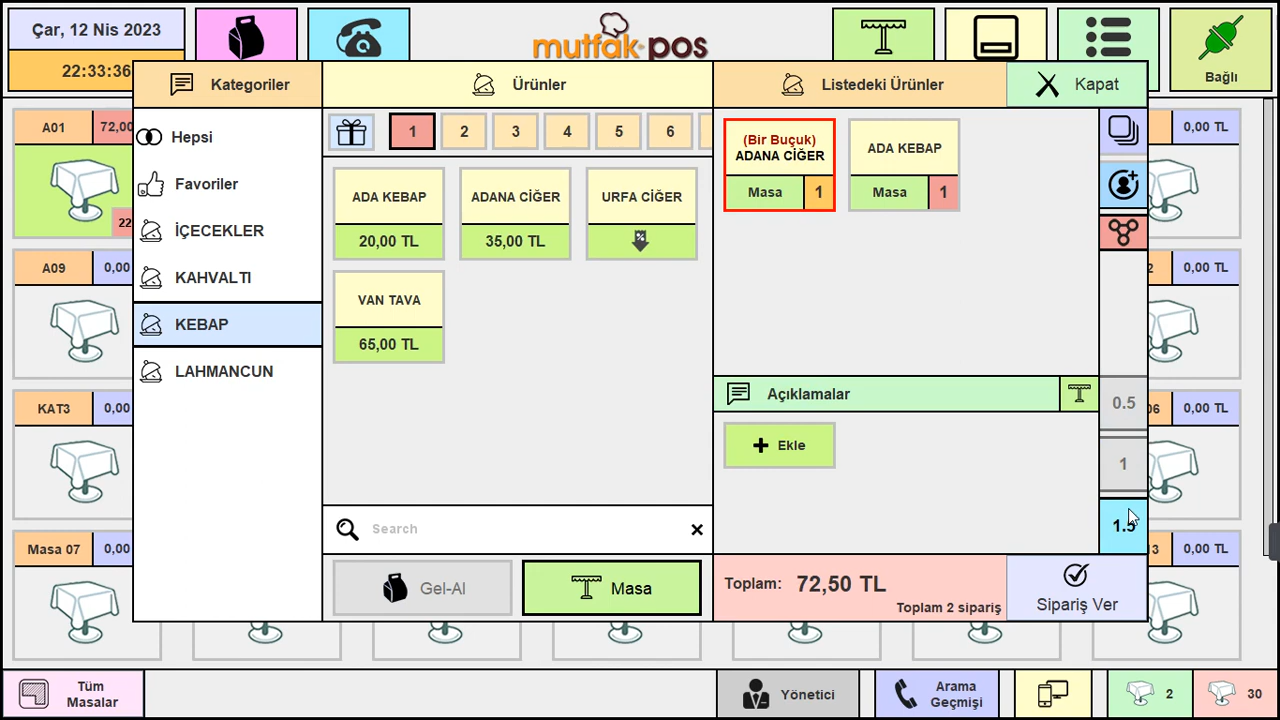 Çar, 12 Nis 2023
22:33:36
mutfak pos
Bağlı
Kategoriler
Ürünler
Listedeki Ürünler
Kapat
A01
72,00
22
Hepsi
Favoriler
İÇECEKLER
KAHVALTI
KEBAP
LAHMANCUN
1
2
3
4
5
6
ADA KEBAP
20,00 TL
ADANA CİĞER
35,00 TL
URFA CİĞER
VAN TAVA
65,00 TL
(Bir Buçuk)
ADANA CİĞER
Masa
1
ADA KEBAP
Masa
1
0,00 TL
A09
0,00
2
0,00 TL
KAT3
0,00
06
0,00 TL
Masa 07
0,00
13
0,00 TL
Açıklamalar
Ekle
0.5
1
1.5
Search
Gel-Al
Masa
Toplam:
72,50 TL
Toplam 2 sipariş
Sipariş Ver
Tüm
Masalar
Yönetici
Arama
Geçmişi
2
30